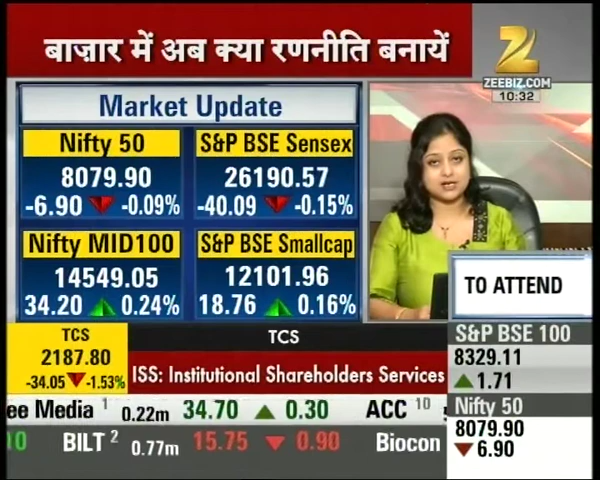 बाज़ार में अब क्या रणनीति बनायें
Z
ZEEBIZ.COM
10:32
Market Update
Nifty 50
8079.90
-6.90 -0.09%
S&P BSE Sensex
26190.57
-40.09 -0.15%
Nifty MID100
14549.05
34.20 0.24%
S&P BSE Smallcap
12101.96
18.76 0.16%
TO ATTEND
TCS
2187.80
-34.05 -1.53%
TCS
ISS: Institutional Shareholders Services
S&P BSE 100
8329.11
1.71
Nifty 50
8079.90
6.90
ee Media 1 0.22m 34.70 0.30 ACC 10
10 BILT 2 0.77m 15.75 0.90 Biocon